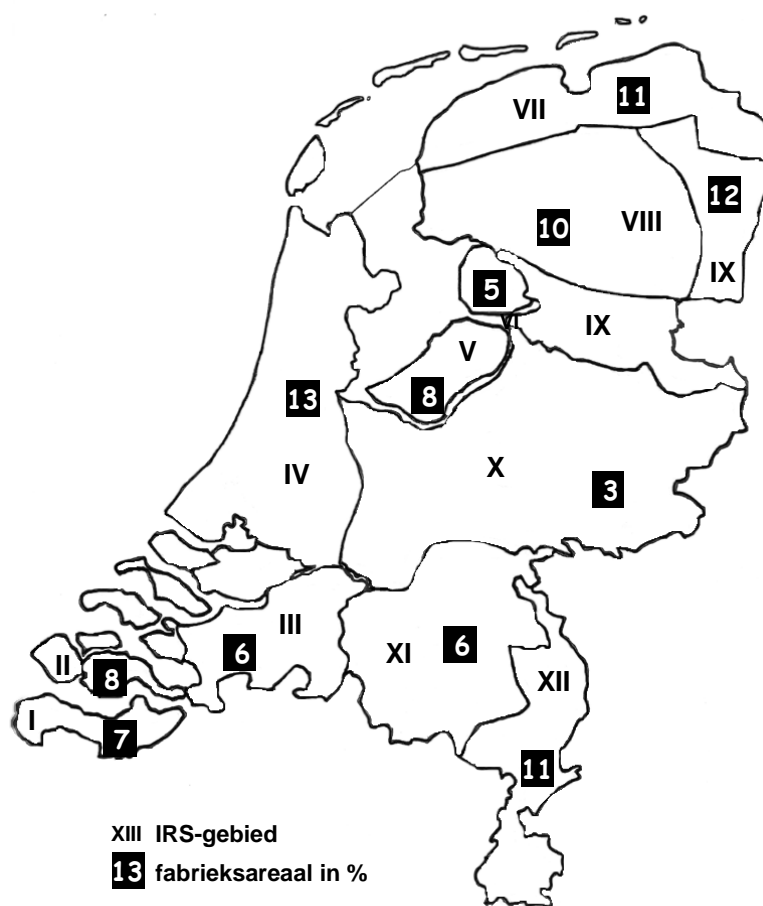 VII 11
12
10 VIII
IX
5
VI IX
V
8
13
X
IV 3
III
6 XI 6
II 8 XII
I 7
11
XIII IRS-gebied
13 fabrieksareaal in %